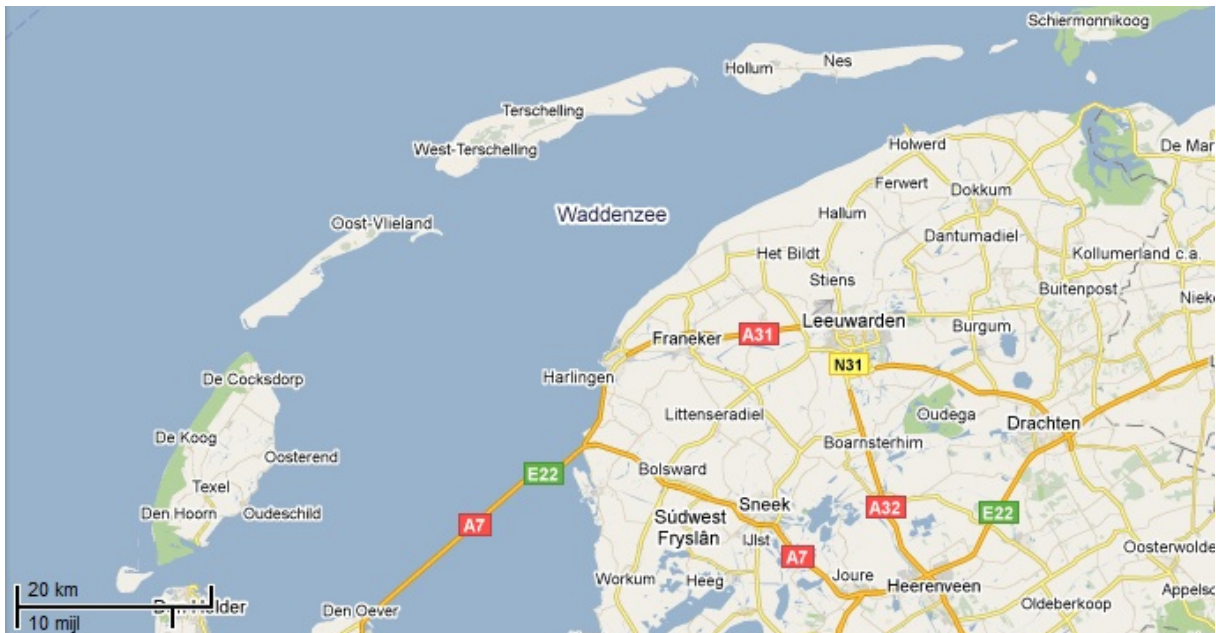 Schiermonnikoog
Hollum
Nes
Terschelling
West-Terschelling
Holwerd
De Mar
Ferwert
Dokkum
Oost-Vlieland
Waddenzee
Hallum
Dantumadiel
Het Bildt
Kollumerland c.a.
Stiens
Buitenpost
Nieke
Leeuwarden
Burgum
Franeker
A31
N31
Harlingen
De Cocksdorp
Littenseradiel
Oudega
Drachten
De Koog
Boarnsterhim
Oosterend
Bolsward
E22
Texel
Sneek
A32
E22
Den Hoorn
Oudeschild
Súdwest
Fryslân
A7
IJlst
A7
Oosterwolde
Workum
Heeg
Joure
Heerenveen
Appelsc
20 km
Den Helder
Den Oever
Oldeberkoop
10 mijl